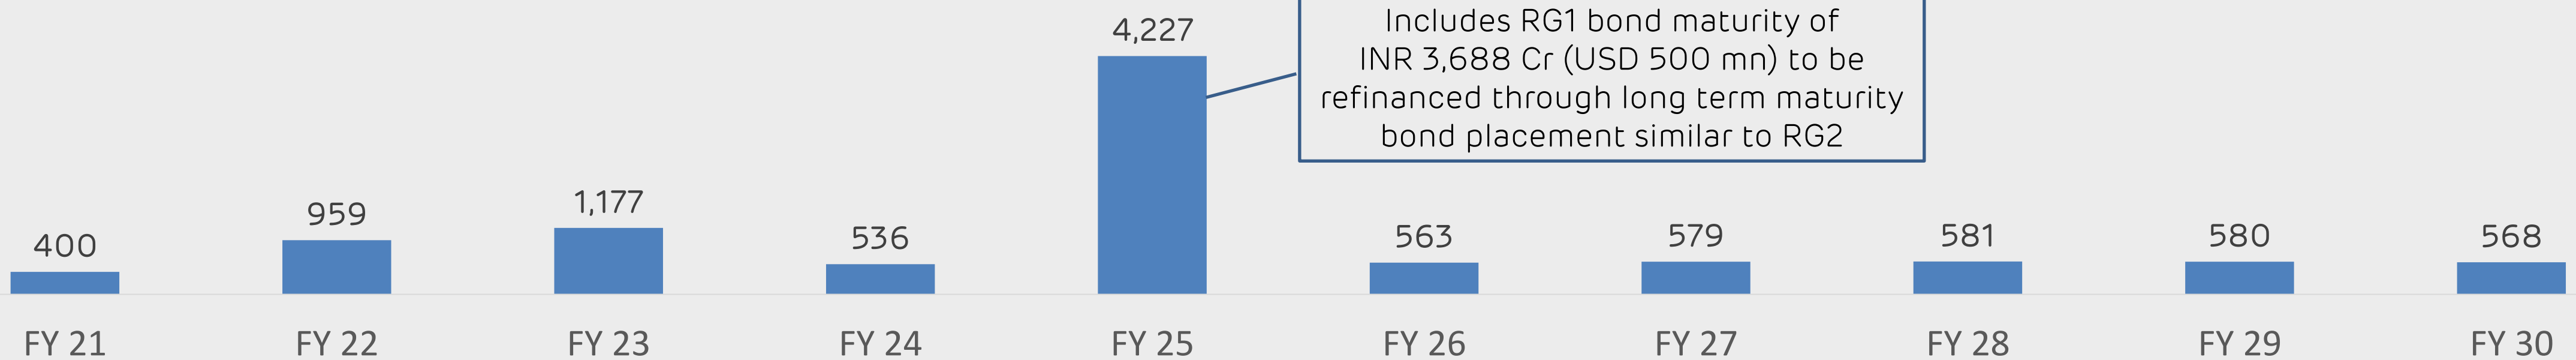 Includes RG1 bond maturity of
INR 3,688 Cr (USD 500 mn) to be
refinanced through long term maturity
bond placement similar to RG2
400
959
1,177
536
4,227
563
579
581
580
568
FY 21
FY 22
FY 23
FY 24
FY 25
FY 26
FY 27
FY 28
FY 29
FY 30